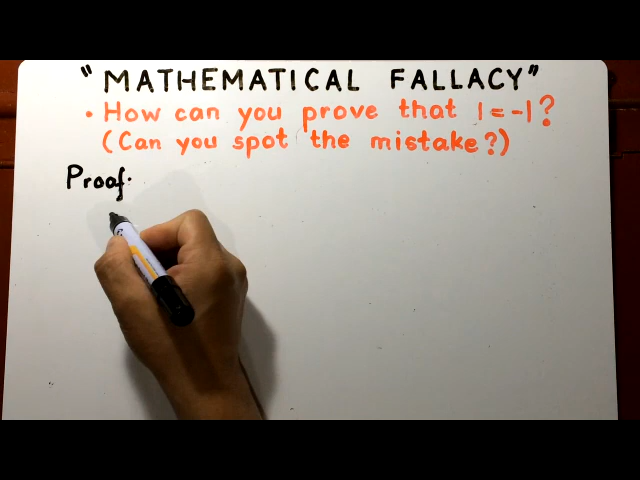 "MATHEMATICAL FALLACY"
• How can you prove that 1 = -1?
(Can you spot the mistake?)
Proof: